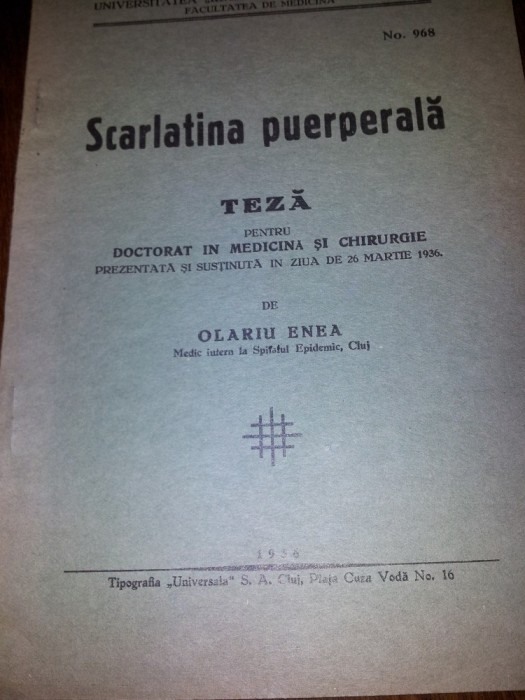 UNIVERSITATEA
FACULTATEA DE MEDICINĂ
No. 968
Scarlatina puerperală
TEZĂ
PENTRU
DOCTORAT IN MEDICINĂ ȘI CHIRURGIE
PREZENTATĂ ȘI SUSȚINUTĂ IN ZIUA DE 26 MARTIE 1936.
DE
OLARIU ENEA
Medic intern la Spitalul Epidemic, Cluj
1936
Tipografia „Universala" S. A. Cluj, Piața Cuza Vodă No. 16